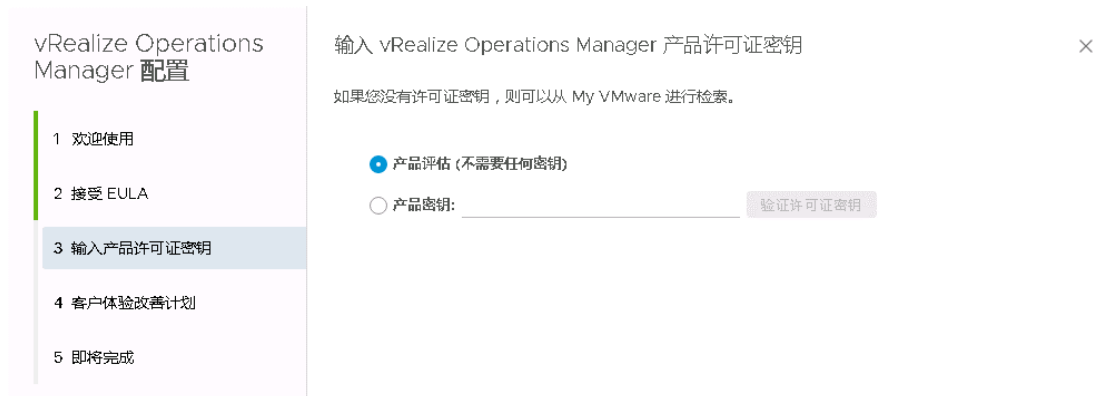 vRealize Operations
Manager 配置
1 欢迎使用
2 接受 EULA
3 输入产品许可证密钥
4 客户体验改善计划
5 即将完成
输入 vRealize Operations Manager 产品许可证密钥
如果您没有许可证密钥，则可以从 My VMware 进行检索。
产品评估 (不需要任何密钥)
产品密钥:
验证许可证密钥